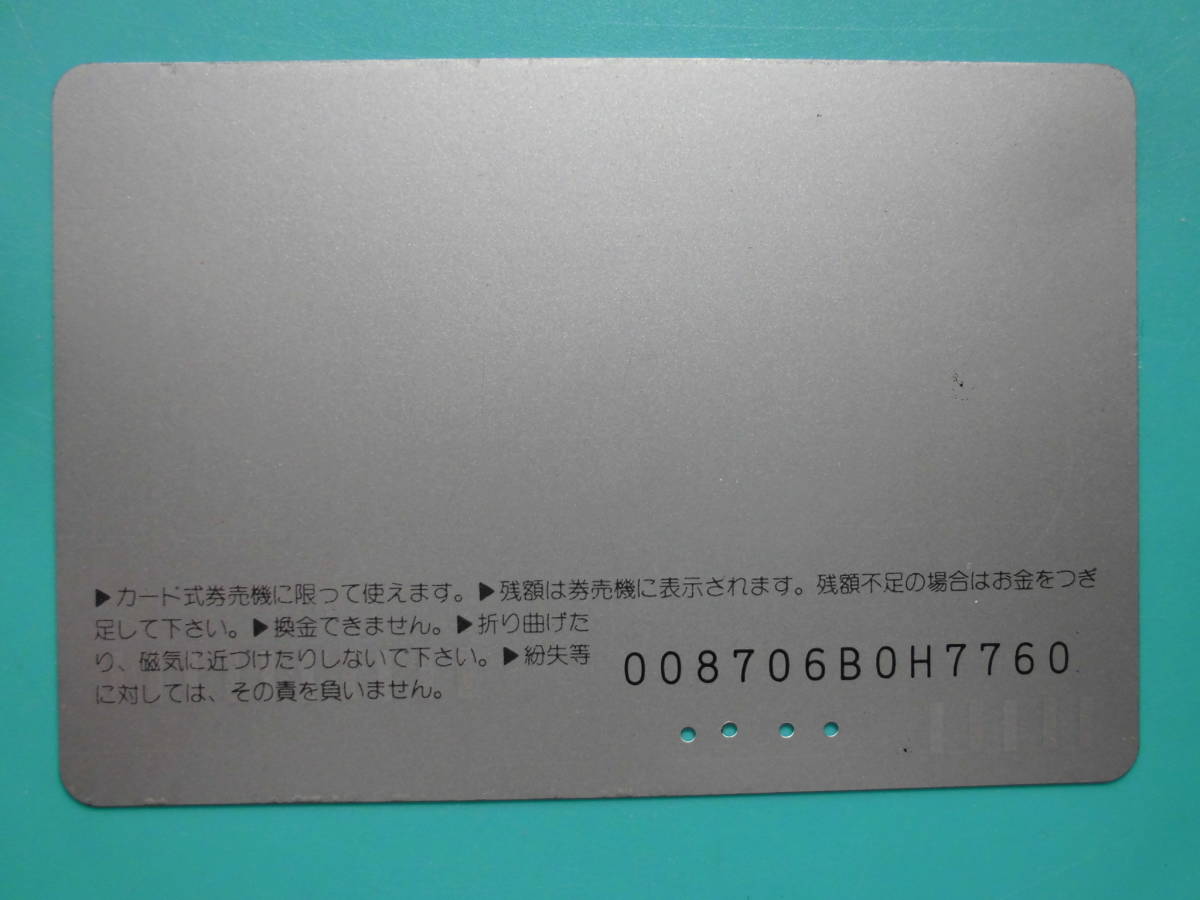 ▶カード式券売機に限って使えます。▶残額は券売機に表示されます。残額不足の場合はお金をつぎ
足して下さい。▶換金できません。▶折り曲げた
り、磁気に近づけたりしないで下さい。▶紛失等
に対しては、その責を負いません。
008706B0H7760